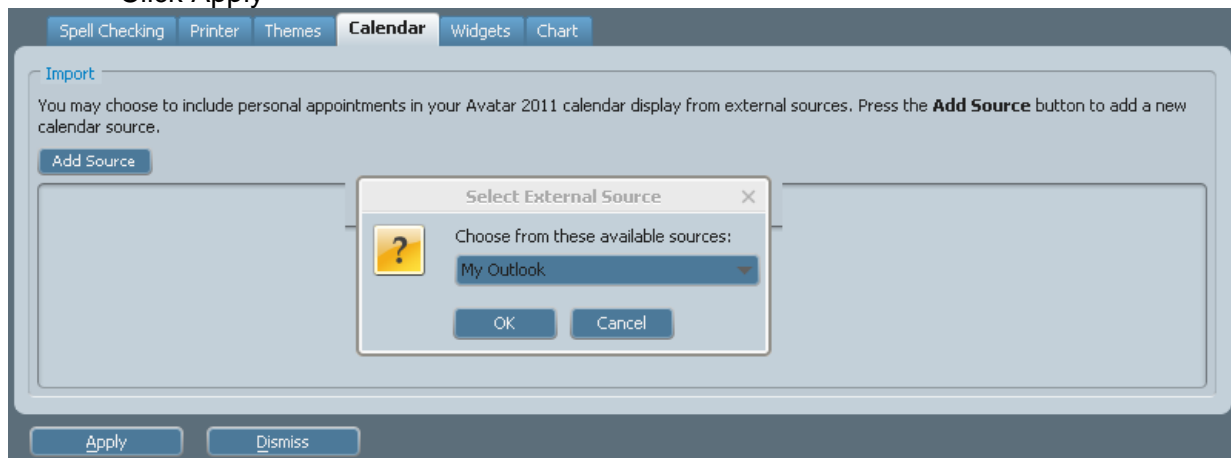 Click Apply
Spell Checking Printer Themes Calendar Widgets Chart
Import
You may choose to include personal appointments in your Avatar 2011 calendar display from external sources. Press the Add Source button to add a new
calendar source.
Add Source
Select External Source
Choose from these available sources:
My Outlook
OK Cancel
Apply Dismiss